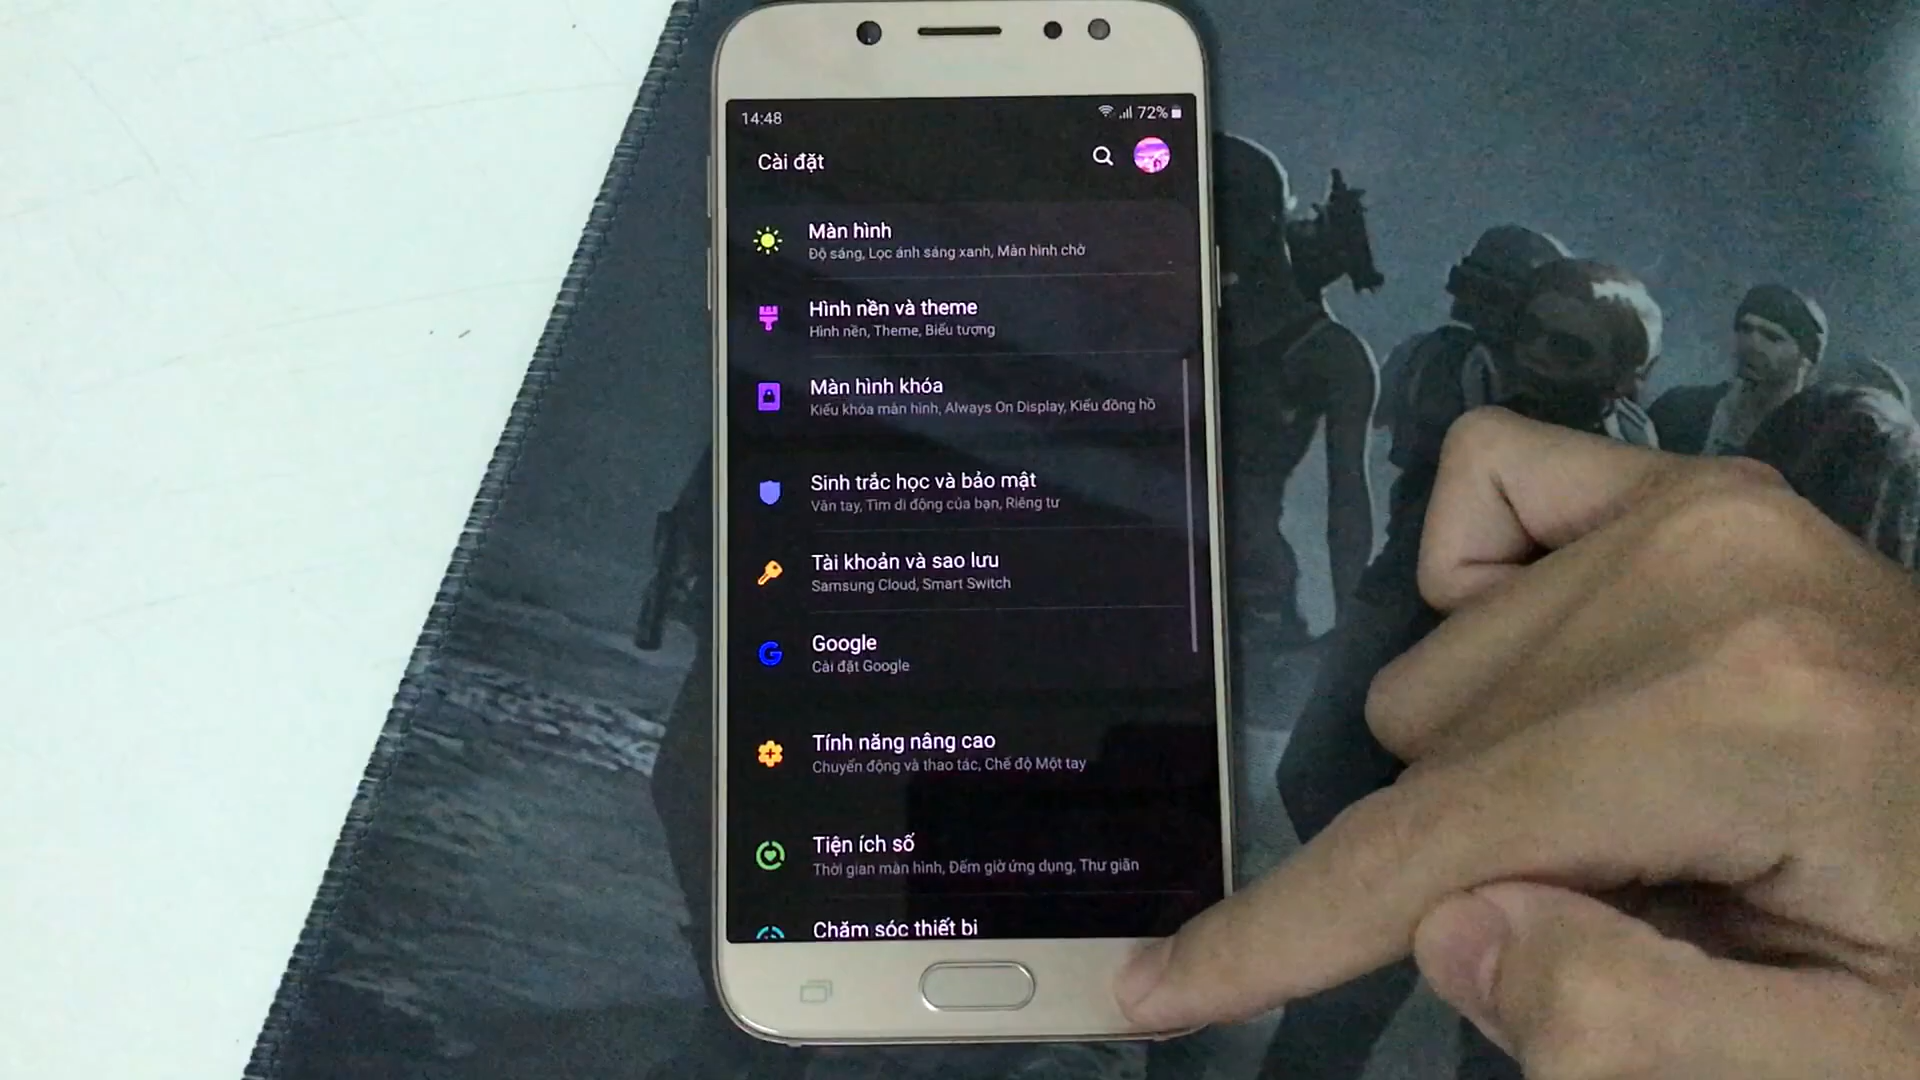 14:48
72%
Cài đặt
Màn hình
Độ sáng, Lọc ánh sáng xanh, Màn hình chờ
Hình nền và theme
Hình nền, Theme, Biểu tượng
Màn hình khóa
Kiểu khóa màn hình, Always On Display, Kiểu đồng hồ
Sinh trắc học và bảo mật
Vân tay, Tìm di động của bạn, Riêng tư
Tài khoản và sao lưu
Samsung Cloud, Smart Switch
Google
Cài đặt Google
Tính năng nâng cao
Chuyển động và thao tác, Chế độ Một tay
Tiện ích số
Thời gian màn hình, Đếm giờ ứng dụng, Thư giãn
Chăm sóc thiết bị